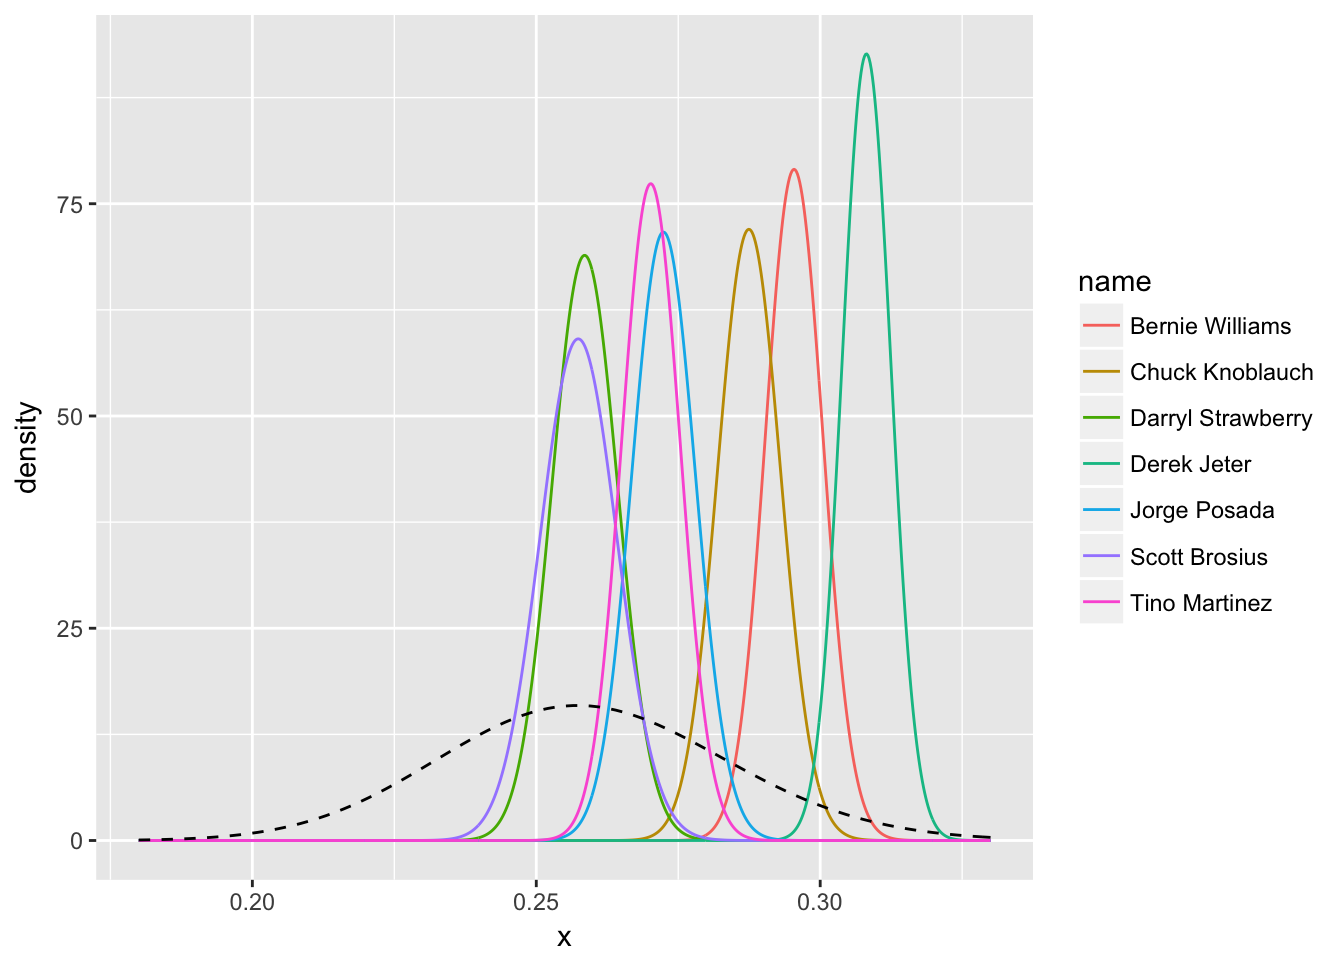 75
50
25
0
density
0.20
0.25
0.30
x
name
Bernie Williams
Chuck Knoblauch
Darryl Strawberry
Derek Jeter
Jorge Posada
Scott Brosius
Tino Martinez